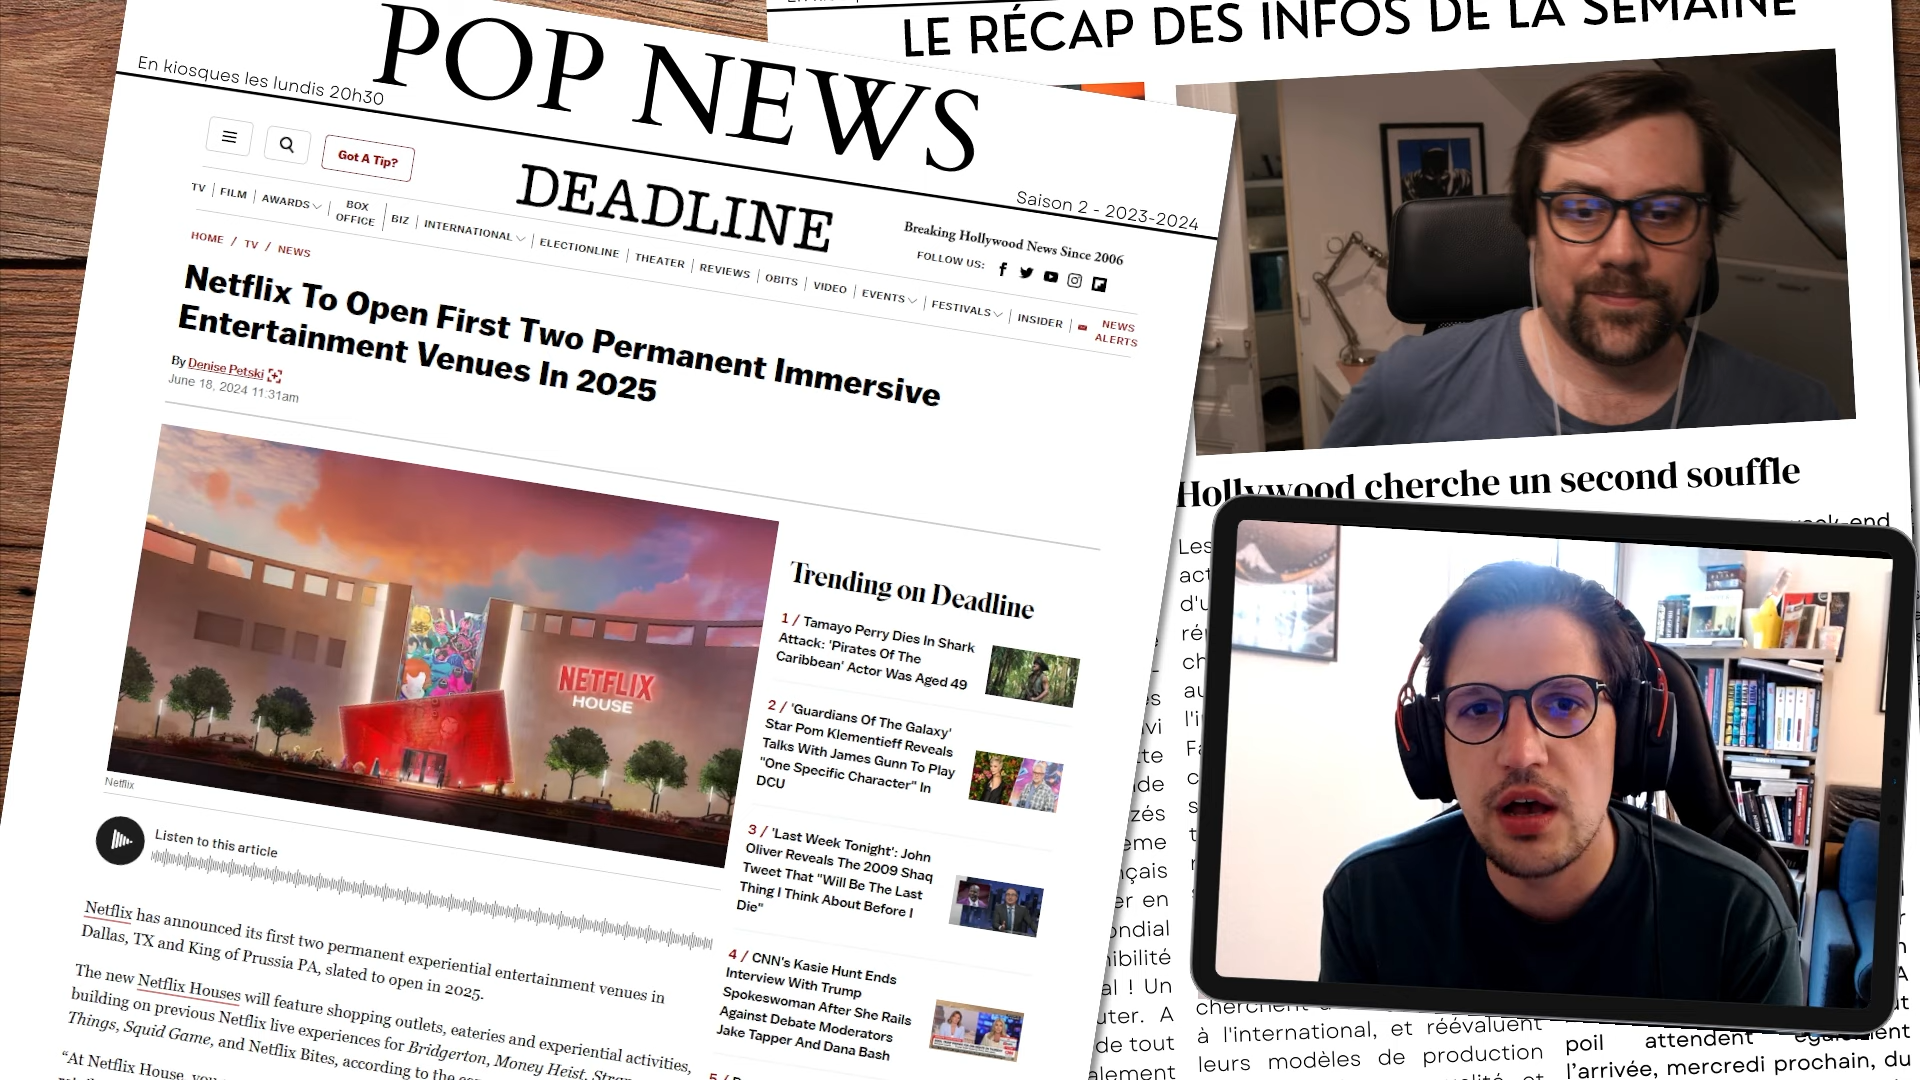 POP NEWS
En kiosques les lundis 20h30
Saison 2 - 2023-2024
Got A Tip?
DEADLINE
Breaking Hollywood News Since 2006
FOLLOW US:
TV
FILM
AWARDS
BOX
OFFICE
BIZ
INTERNATIONAL
ELECTIONLINE
THEATER
REVIEWS
OBITS
VIDEO
EVENTS
FESTIVALS
INSIDER
NEWS
ALERTS
HOME / TV / NEWS
Netflix To Open First Two Permanent Immersive
Entertainment Venues In 2025
By Denise Petski
June 18, 2024 11:31am
NETFLIX
HOUSE
Netflix
Listen to this article
Netflix has announced its first two permanent experiential entertainment venues in
Dallas, TX and King of Prussia PA, slated to open in 2025.
The new Netflix Houses will feature shopping outlets, eateries and experiential activities,
building on previous Netflix live experiences for Bridgerton, Money Heist,
Things, Squid Game, and Netflix Bites, according to the
“At Netflix House, you
Trending on Deadline
1 / Tamayo Perry Dies In Shark
Attack: 'Pirates Of The
Caribbean' Actor Was Aged 49
2 / 'Guardians Of The Galaxy'
Star Pom Klementieff Reveals
Talks With James Gunn To Play
"One Specific Character" In
DCU
3 / 'Last Week Tonight': John
Oliver Reveals The 2009 Shaq
Tweet That "Will Be The Last
Thing I Think About Before I
Die"
4 / CNN's Kasie Hunt Ends
Interview With Trump
Spokeswoman After She Rails
Against Debate Moderators
Jake Tapper And Dana Bash
5 /
LE RÉCAP DES INFOS DE LA SEMAINE
Hollywood cherche un second souffle
Les
week-end
er en
al ! Un
de tout
à l'international, et réévaluent
leurs modèles de production
poil attendent également
l'arrivée, mercredi prochain, du